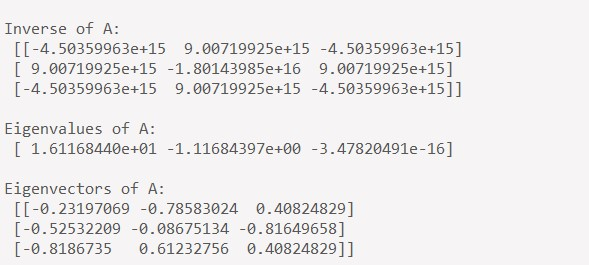 Inverse of A:
[[-4.50359963e+15 9.00719925e+15 -4.50359963e+15]
[ 9.00719925e+15 -1.80143985e+16 9.00719925e+15]
[-4.50359963e+15 9.00719925e+15 -4.50359963e+15]]
Eigenvalues of A:
[ 1.61168440e+01 -1.11684397e+00 -3.47820491e-16]
Eigenvectors of A:
[[-0.23197069 -0.78583024 0.40824829]
[-0.52532209 -0.08675134 -0.81649658]
[-0.8186735 0.61232756 0.40824829]]